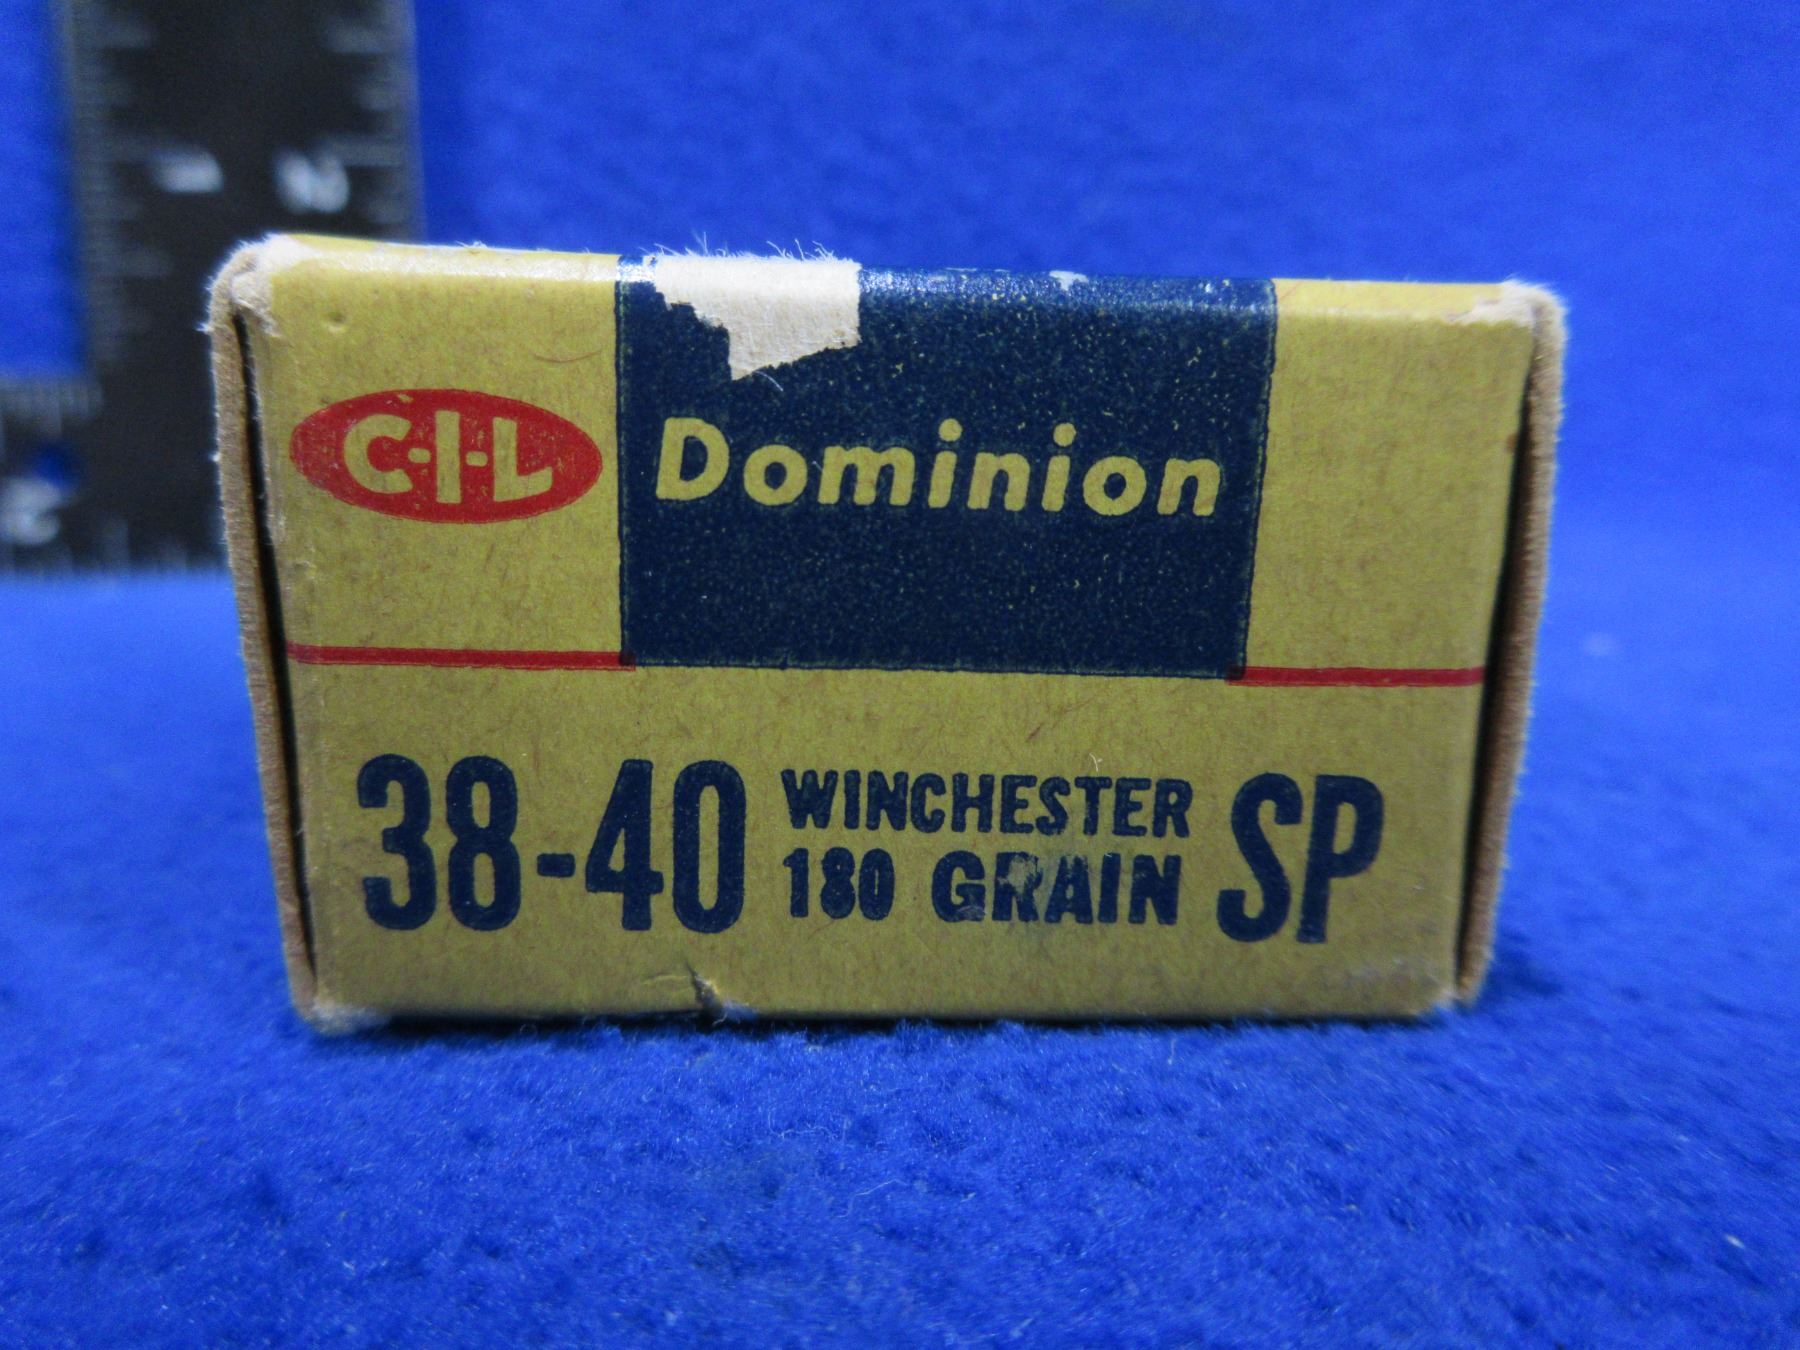 C-I-L
Dominion
38-40 WINCHESTER 180 GRAIN SP